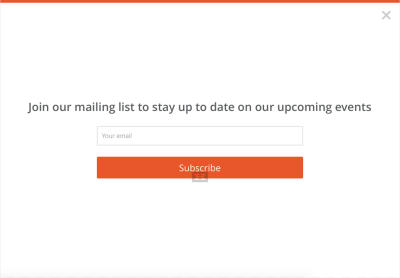 Join our mailing list to stay up to date on our upcoming events
Your email
Subscribe